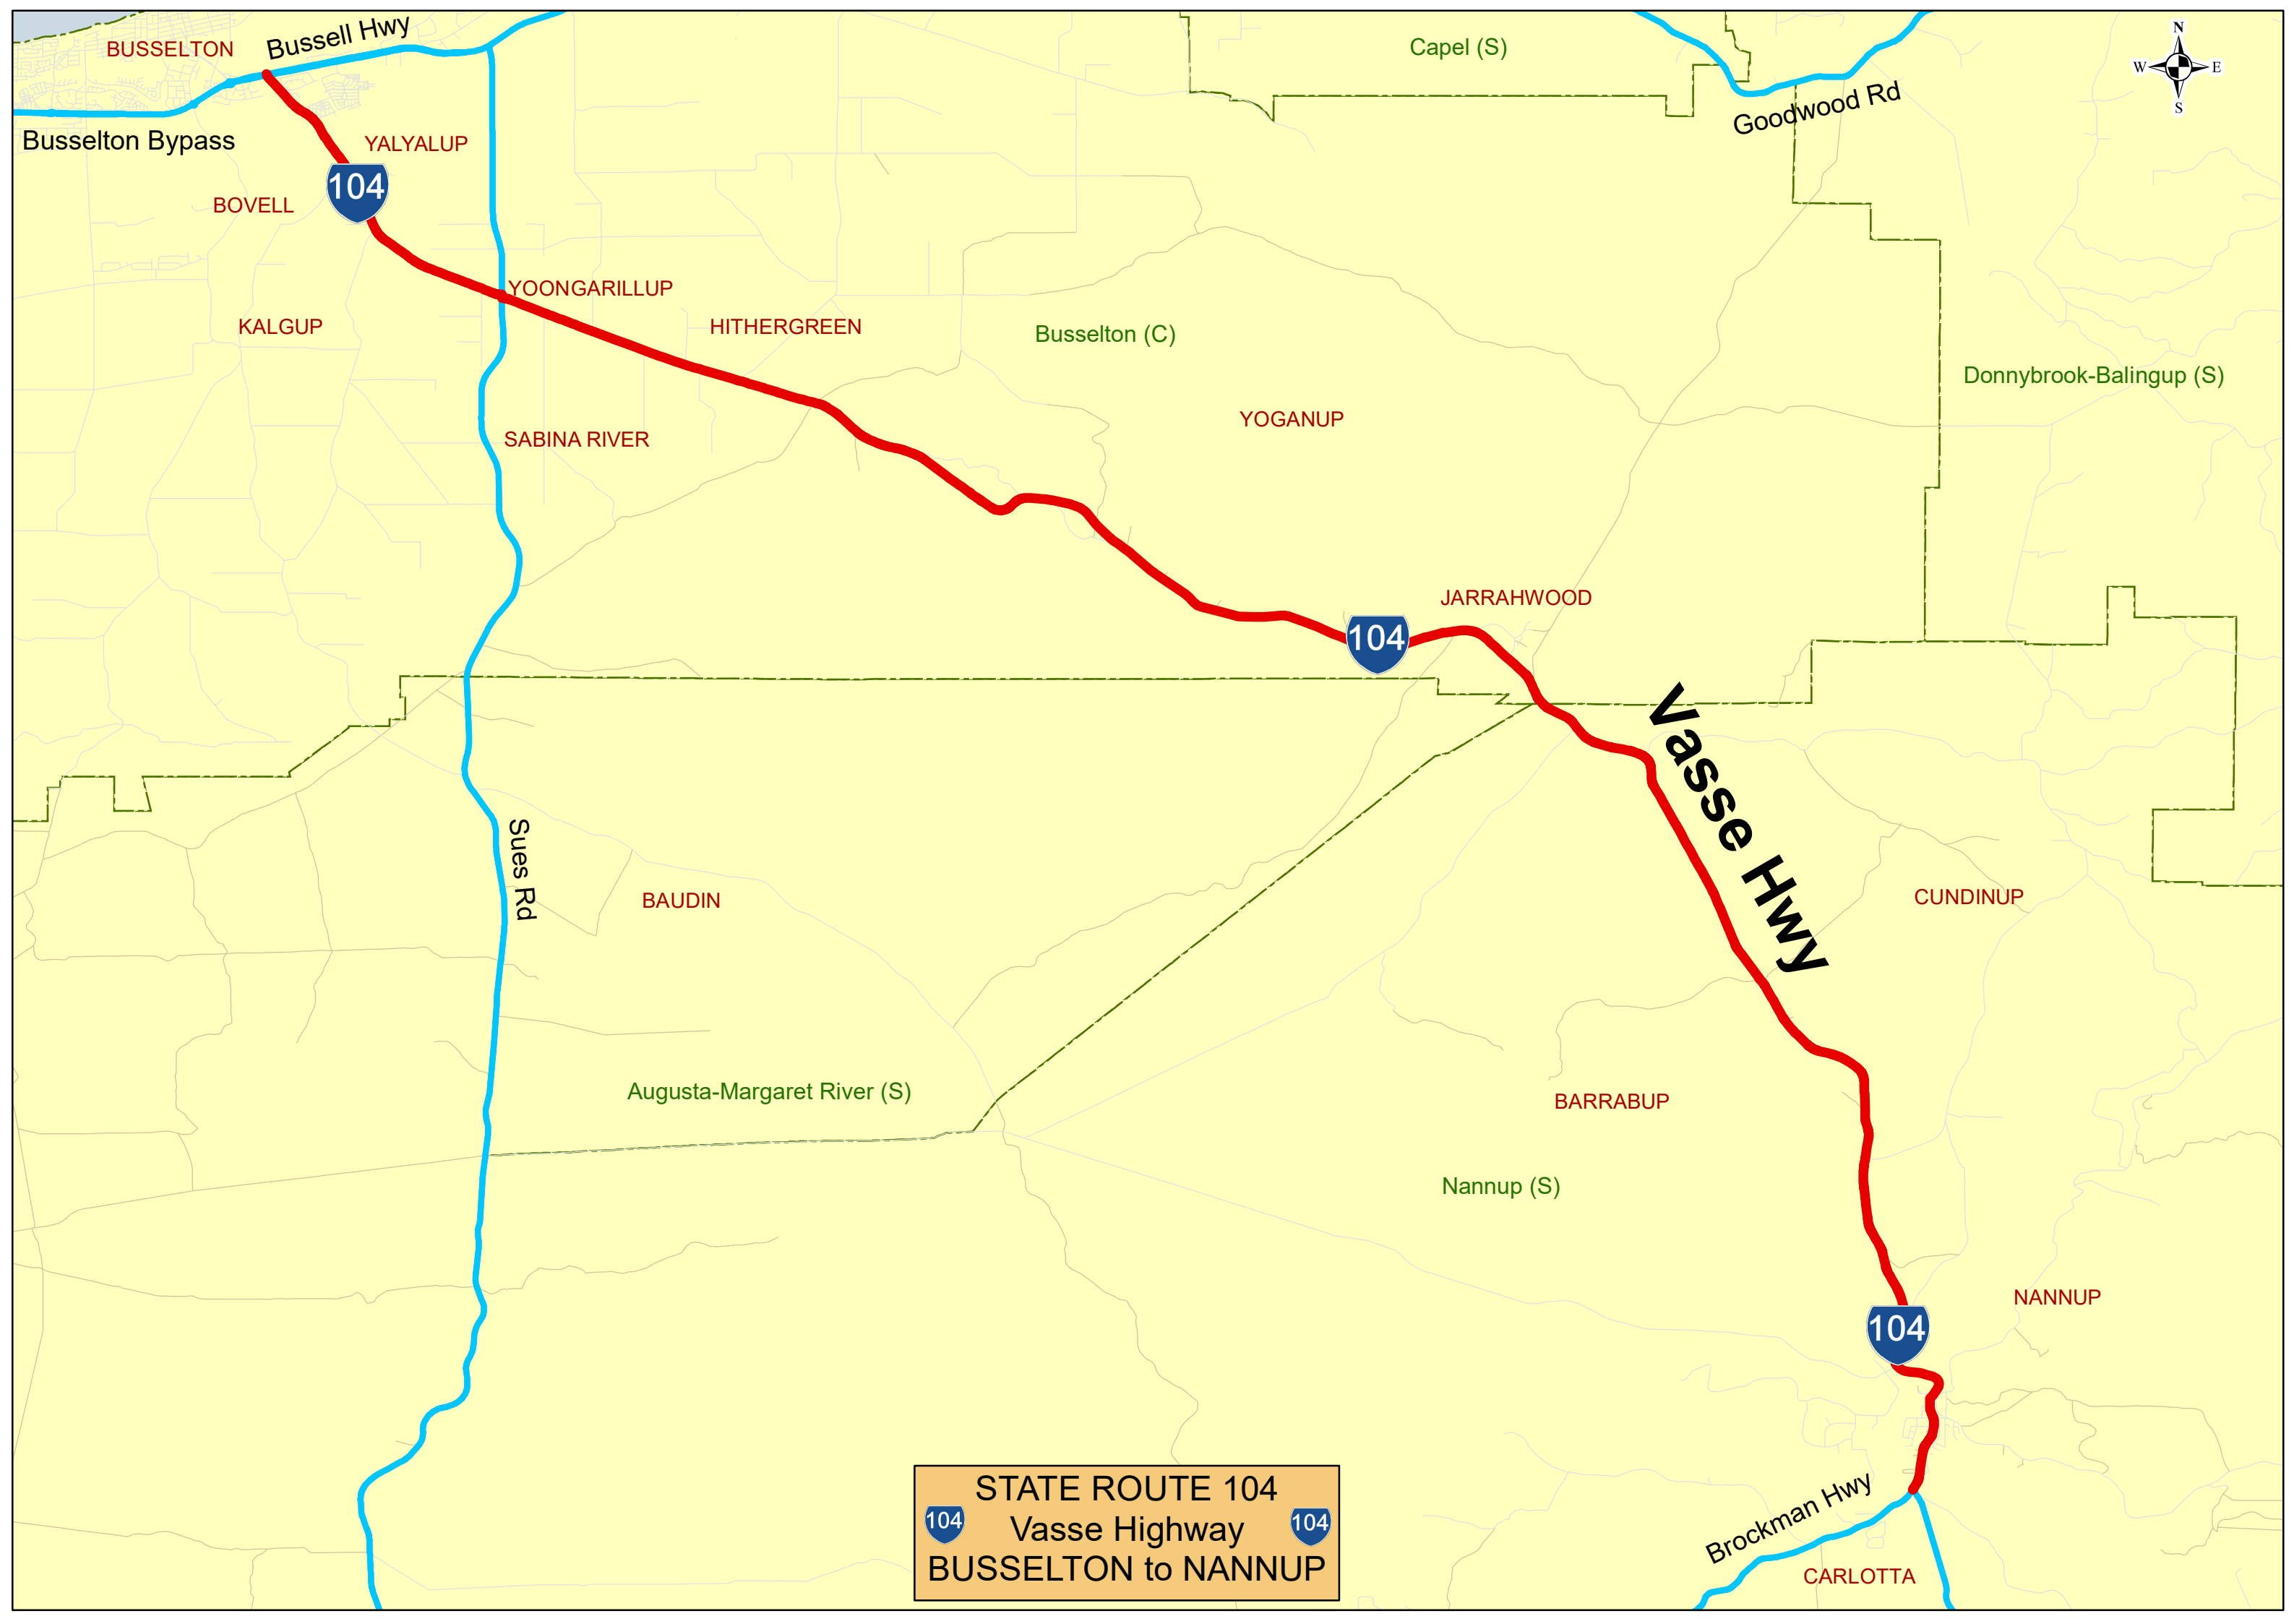 BUSSELTON
Bussell Hwy
Capel (S)
N
W
E
S
Goodwood Rd
Busselton Bypass
YALYALUP
104
BOVELL
YOONGARILLUP
KALGUP
HITHERGREEN
Busselton (C)
Donnybrook-Balingup (S)
YOGANUP
SABINA RIVER
JARRAHWOOD
104
Vasse Hwy
Sues Rd
BAUDIN
CUNDINUP
Augusta-Margaret River (S)
BARRABUP
Nannup (S)
NANNUP
104
STATE ROUTE 104
104
Vasse Highway
104
BUSSELTON to NANNUP
Brockman Hwy
CARLOTTA